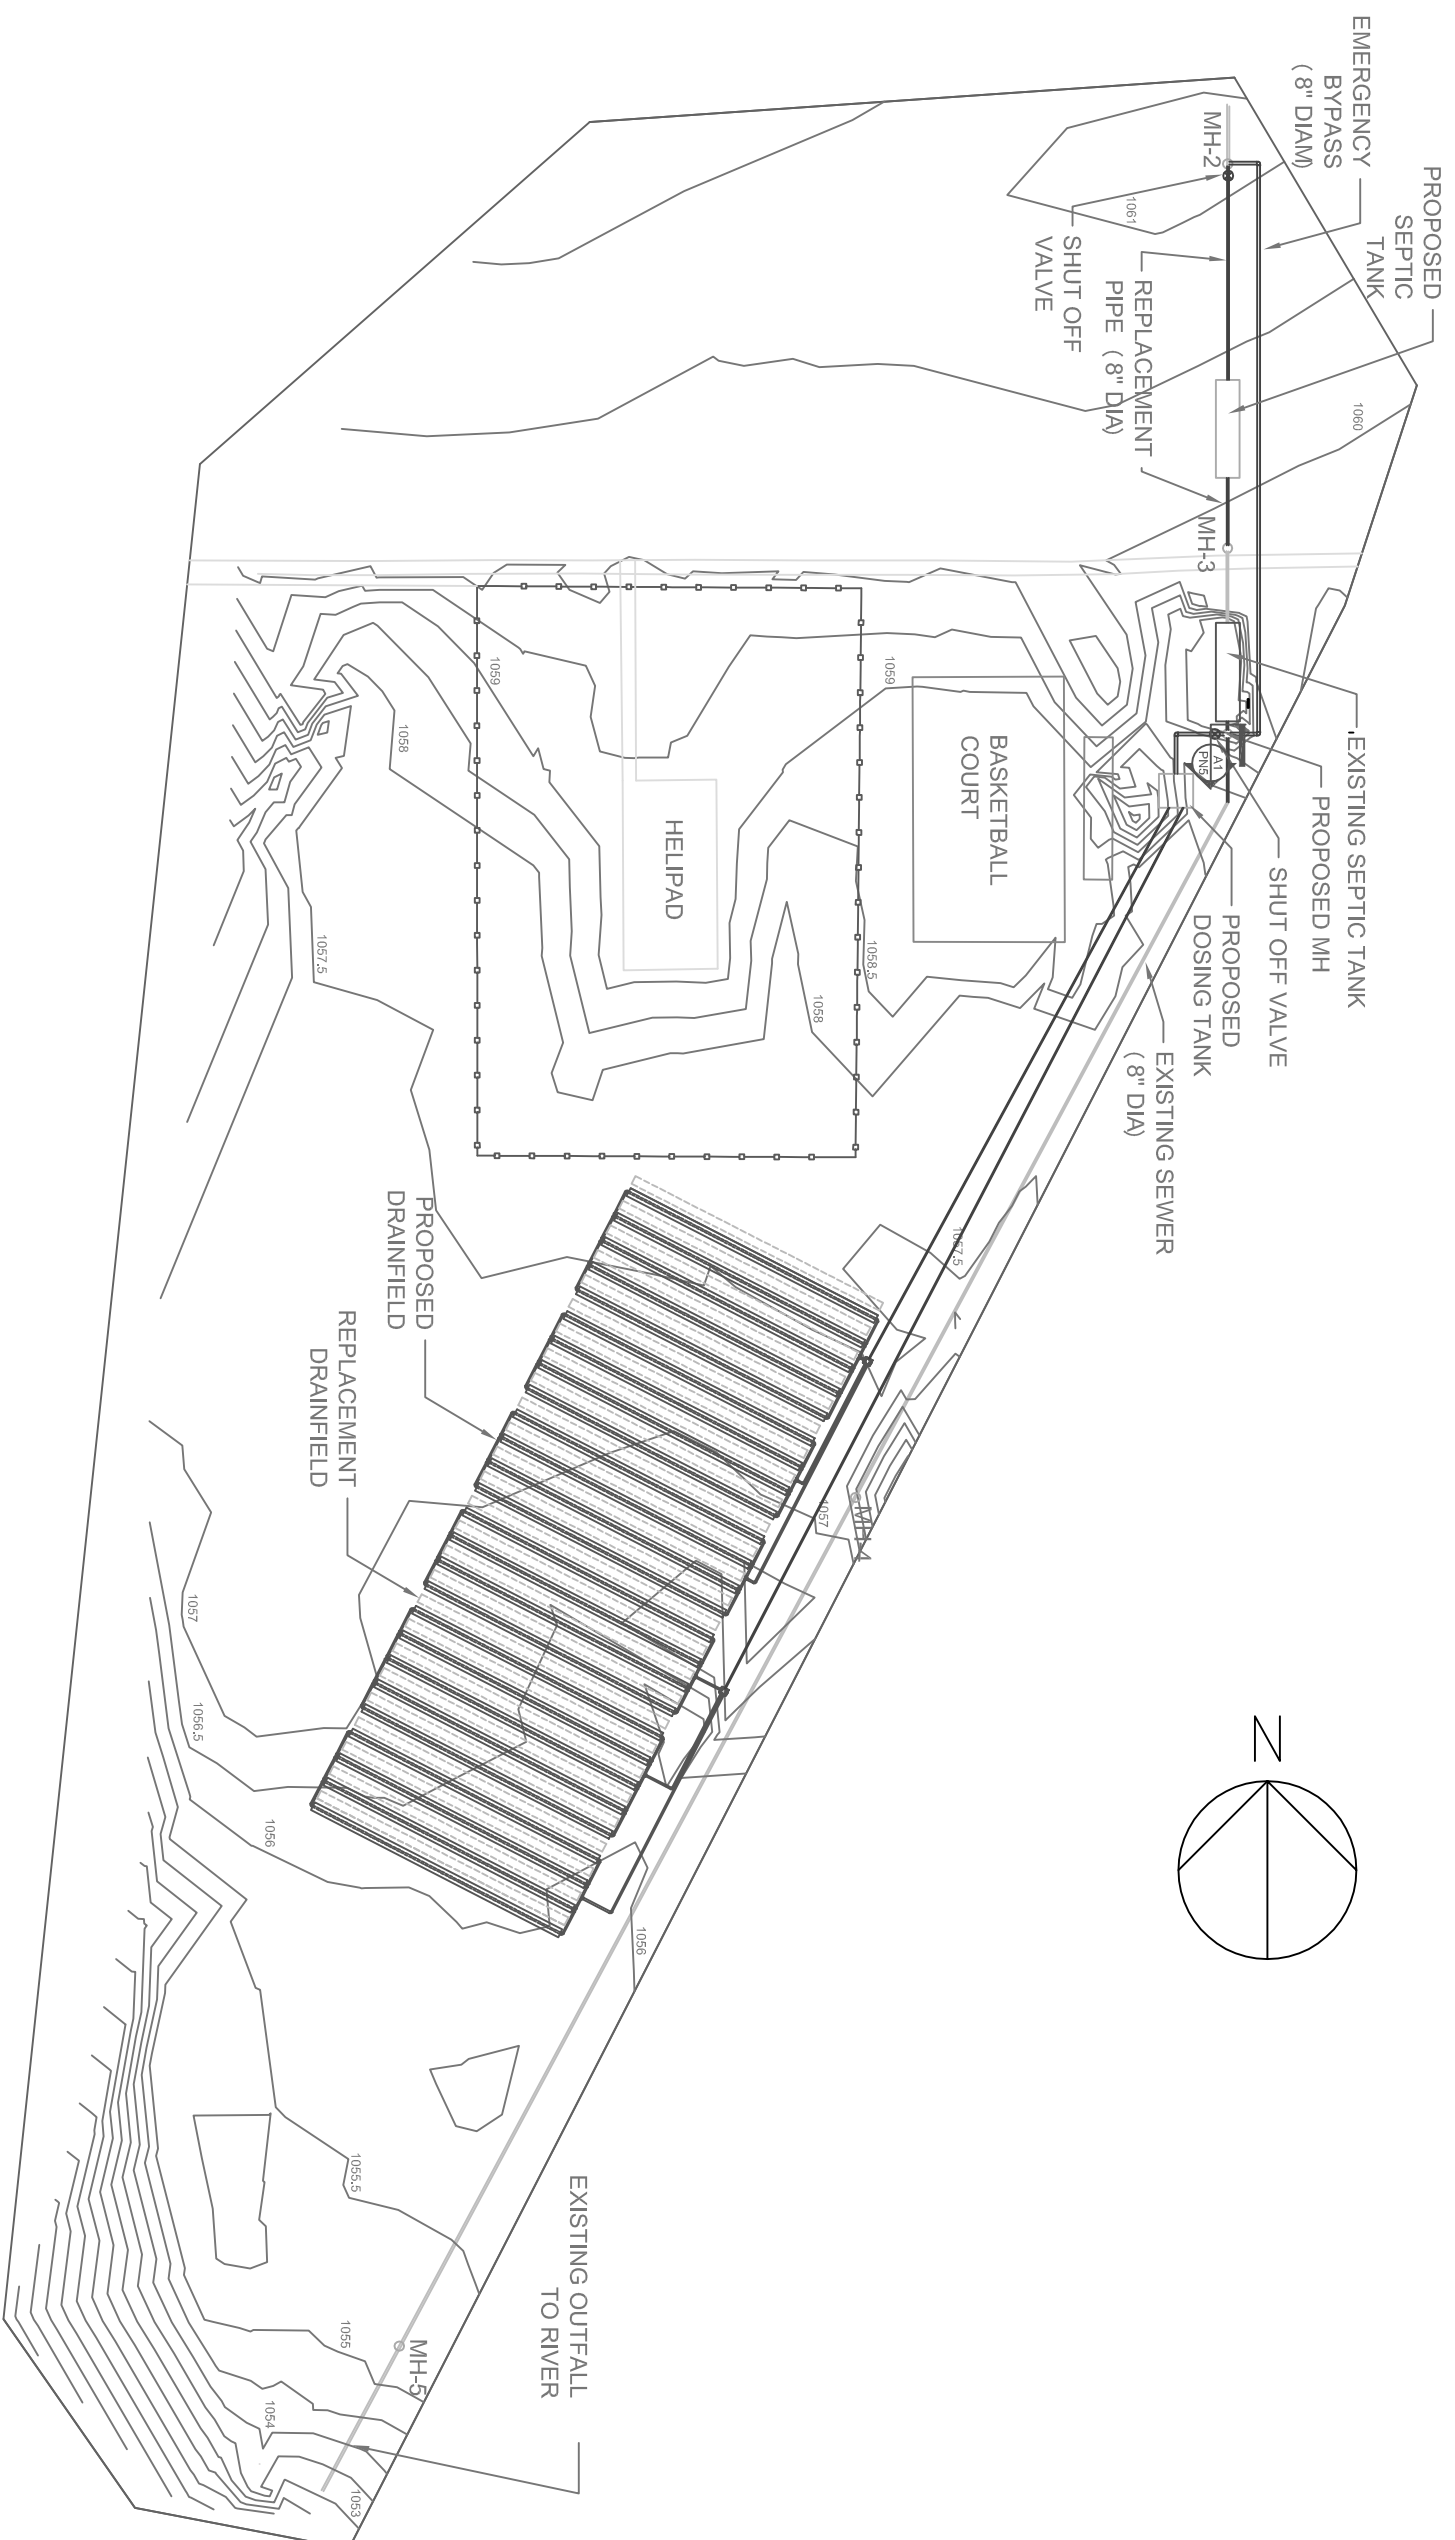 EMERGENCY
BYPASS
( 8" DIAM)
PROPOSED
SEPTIC
TANK
MH-2
SHUT OFF
VALVE
REPLACEMENT
PIPE ( 8" DIA)
MH-3
EXISTING SEPTIC TANK
PROPOSED MH
SHUT OFF VALVE
PROPOSED
DOSING TANK
EXISTING SEWER
( 8" DIA)
A1
PN5
BASKETBALL
COURT
HELIPAD
PROPOSED
DRAINFIELD
REPLACEMENT
DRAINFIELD
MH-4
MH-5
EXISTING OUTFALL
TO RIVER
N
1061
1060
1059
1059
1058.5
1058
1058
1057.5
1057.5
1057
1057
1056.5
1056
1056
1055.5
1055
1054
1053